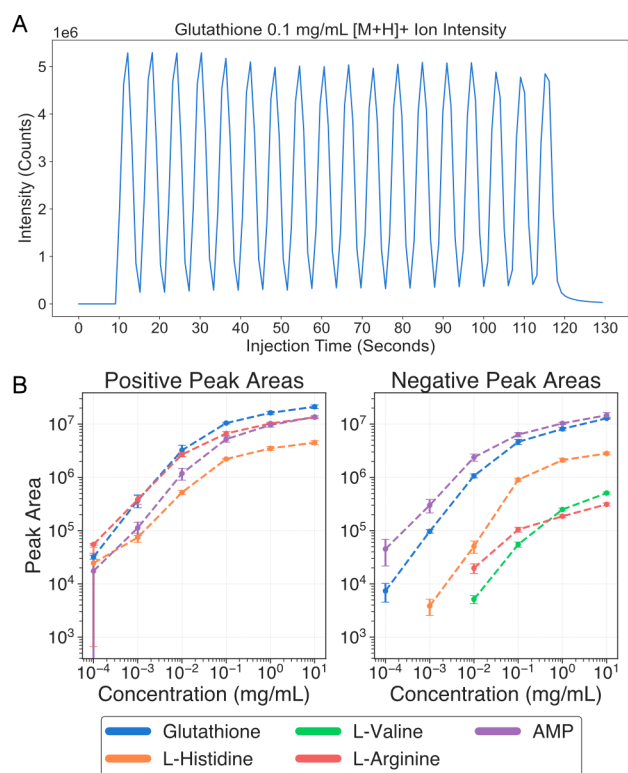 A
Glutathione 0.1 mg/mL [M+H]+ Ion Intensity
1e6
5
4
3
2
1
0
Intensity (Counts)
0 10 20 30 40 50 60 70 80 90 100 110 120 130
Injection Time (Seconds)
B
Positive Peak Areas Negative Peak Areas
10⁷ 10⁷
10⁶ 10⁶
10⁵ 10⁵
10⁴ 10⁴
10³ 10³
Peak Area
10⁻⁴ 10⁻³ 10⁻² 10⁻¹ 10⁰ 10¹ 10⁻⁴ 10⁻³ 10⁻² 10⁻¹ 10⁰ 10¹
Concentration (mg/mL) Concentration (mg/mL)
Glutathione L-Valine AMP
L-Histidine L-Arginine